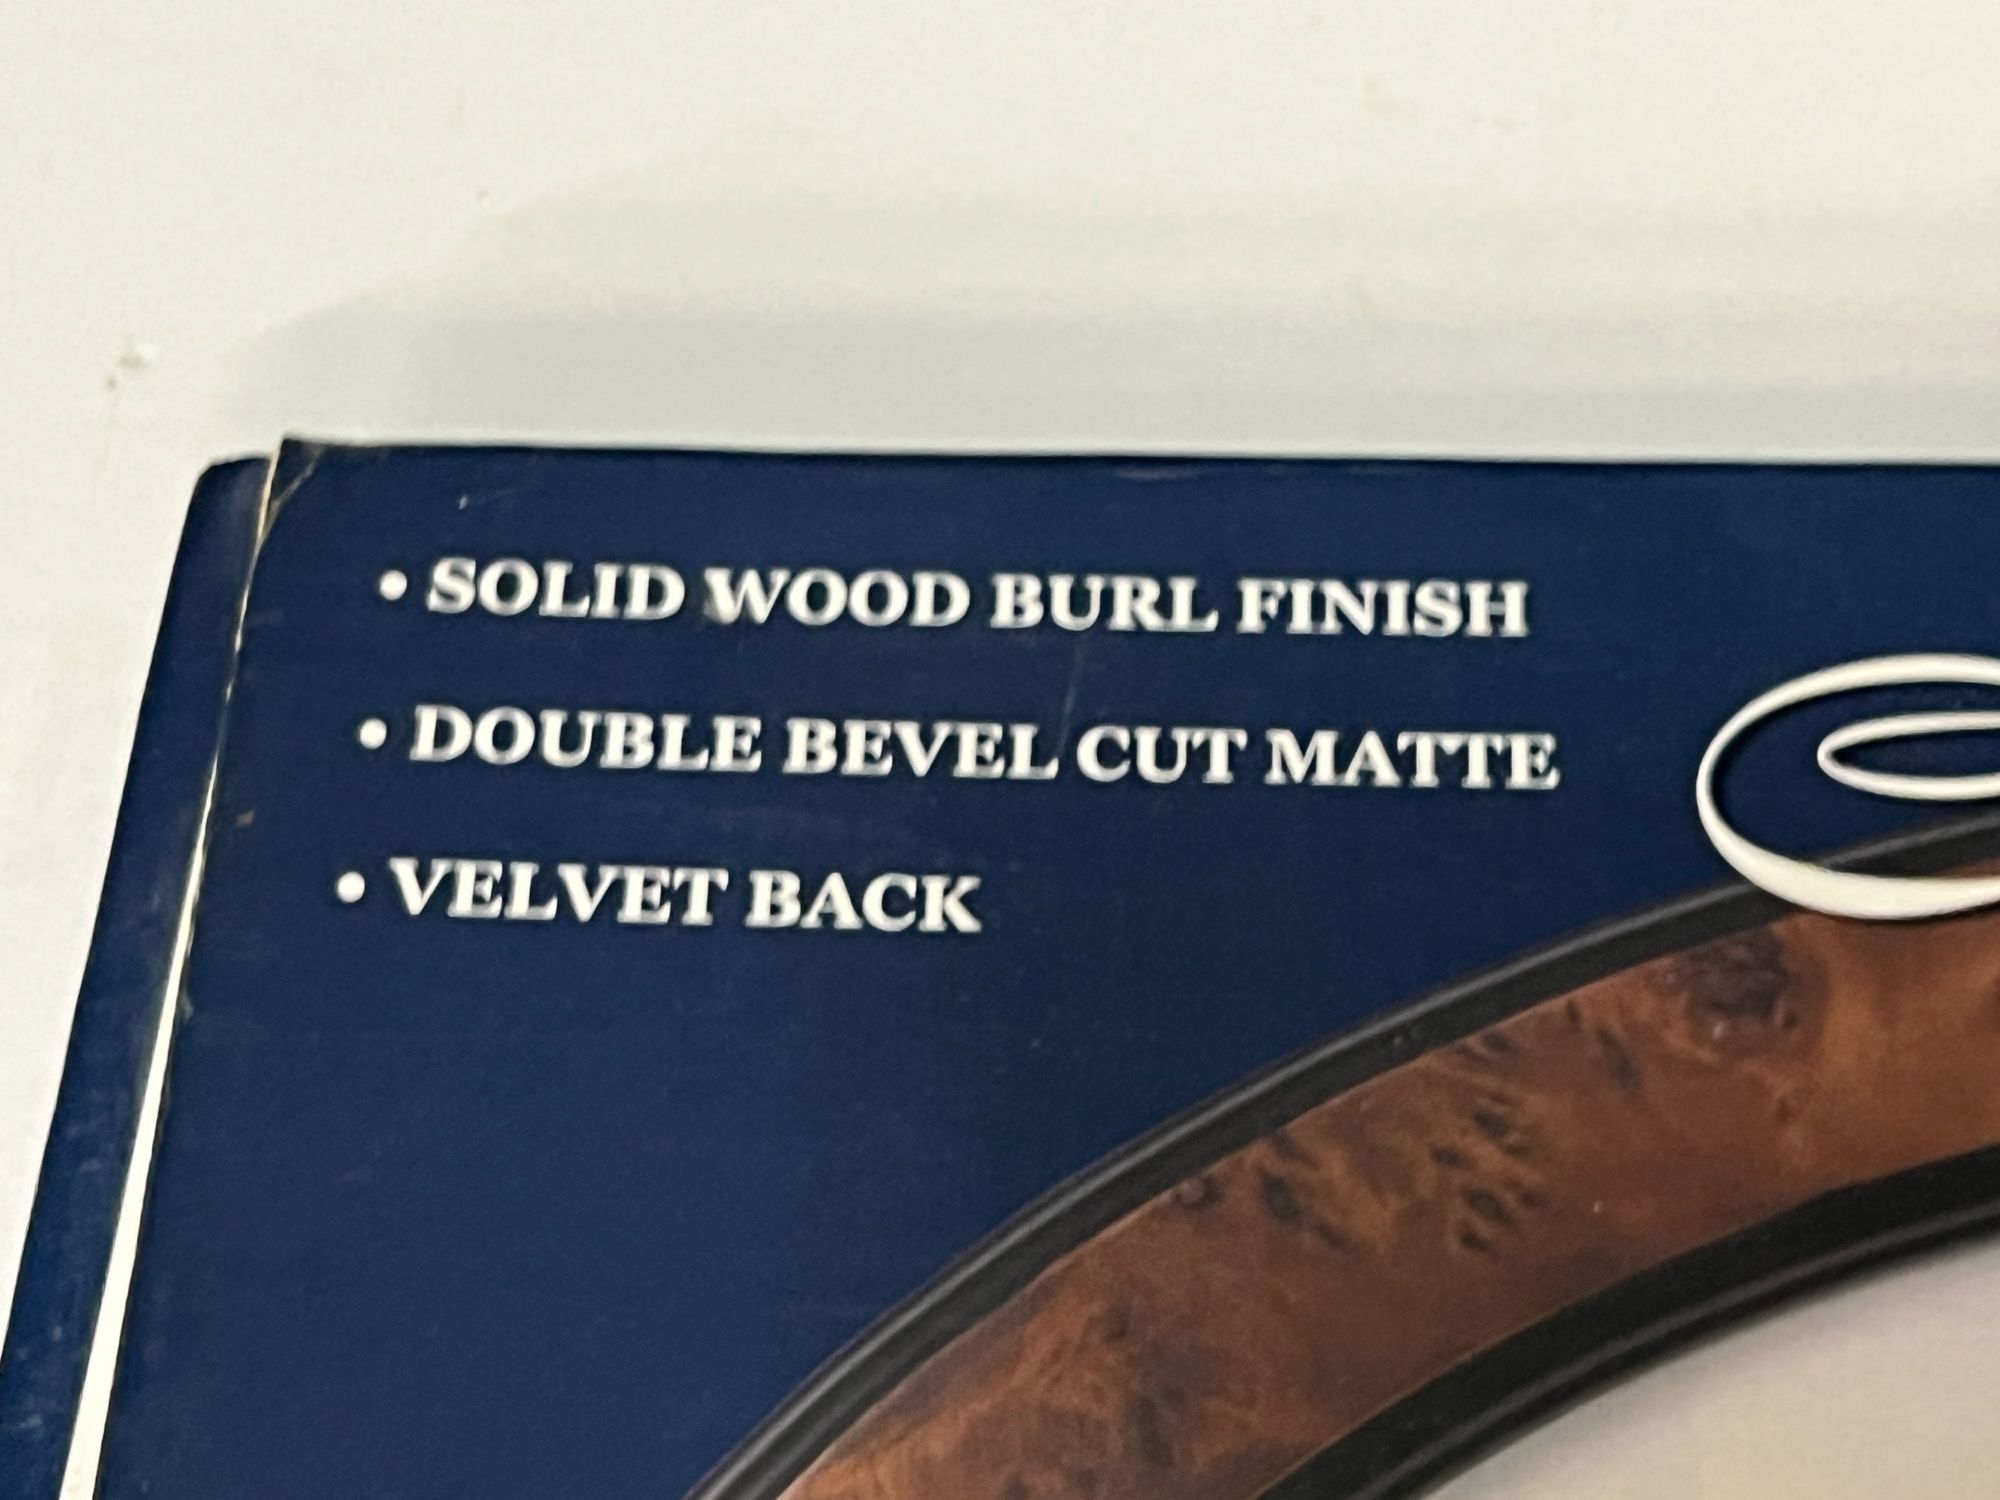 • SOLID WOOD BURL FINISH
• DOUBLE BEVEL CUT MATTE
• VELVET BACK